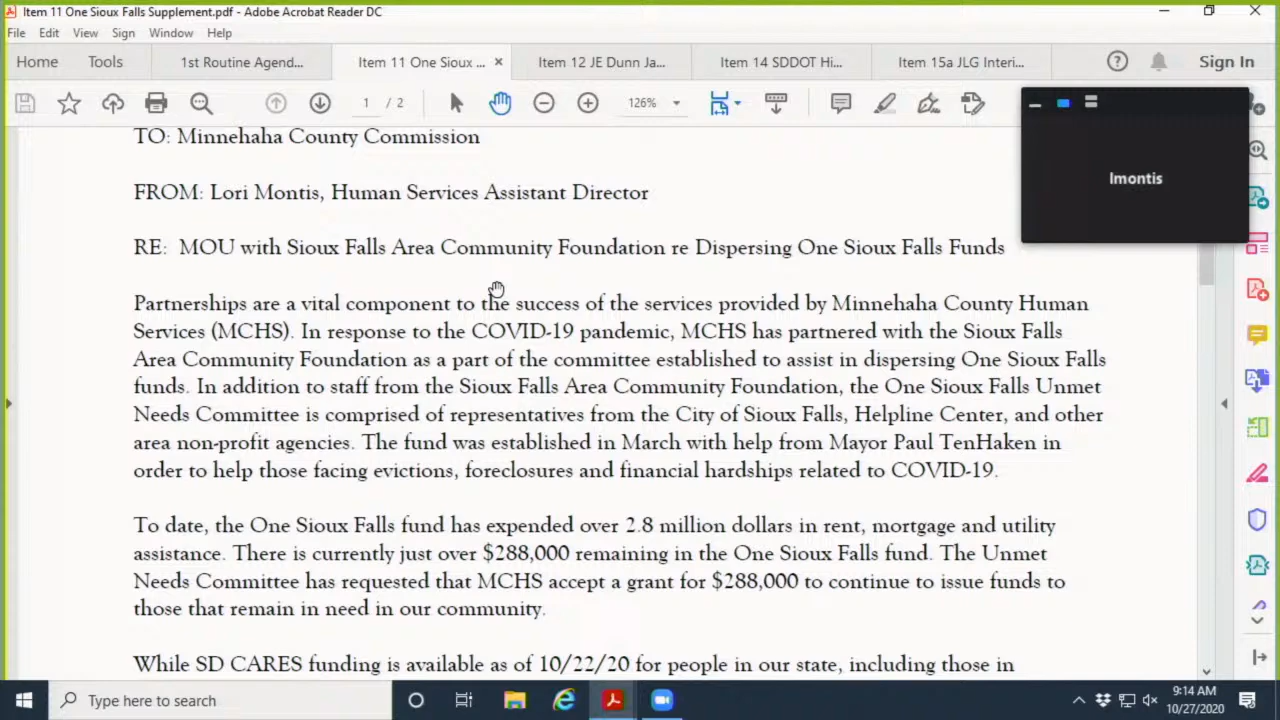 Item 11 One Sioux Falls Supplement.pdf - Adobe Acrobat Reader DC
File Edit View Sign Window Help
Home Tools 1st Routine Agend... Item 11 One Sioux ... × Item 12 JE Dunn Ja... Item 14 SDDOT Hi... Item 15a JLG Interi... Sign In
1 / 2 126%
lmontis
TO: Minnehaha County Commission
FROM: Lori Montis, Human Services Assistant Director
RE: MOU with Sioux Falls Area Community Foundation re Dispersing One Sioux Falls Funds
Partnerships are a vital component to the success of the services provided by Minnehaha County Human
Services (MCHS). In response to the COVID-19 pandemic, MCHS has partnered with the Sioux Falls
Area Community Foundation as a part of the committee established to assist in dispersing One Sioux Falls
funds. In addition to staff from the Sioux Falls Area Community Foundation, the One Sioux Falls Unmet
Needs Committee is comprised of representatives from the City of Sioux Falls, Helpline Center, and other
area non-profit agencies. The fund was established in March with help from Mayor Paul TenHaken in
order to help those facing evictions, foreclosures and financial hardships related to COVID-19.
To date, the One Sioux Falls fund has expended over 2.8 million dollars in rent, mortgage and utility
assistance. There is currently just over $288,000 remaining in the One Sioux Falls fund. The Unmet
Needs Committee has requested that MCHS accept a grant for $288,000 to continue to issue funds to
those that remain in need in our community.
While SD CARES funding is available as of 10/22/20 for people in our state, including those in
Type here to search
9:14 AM
10/27/2020